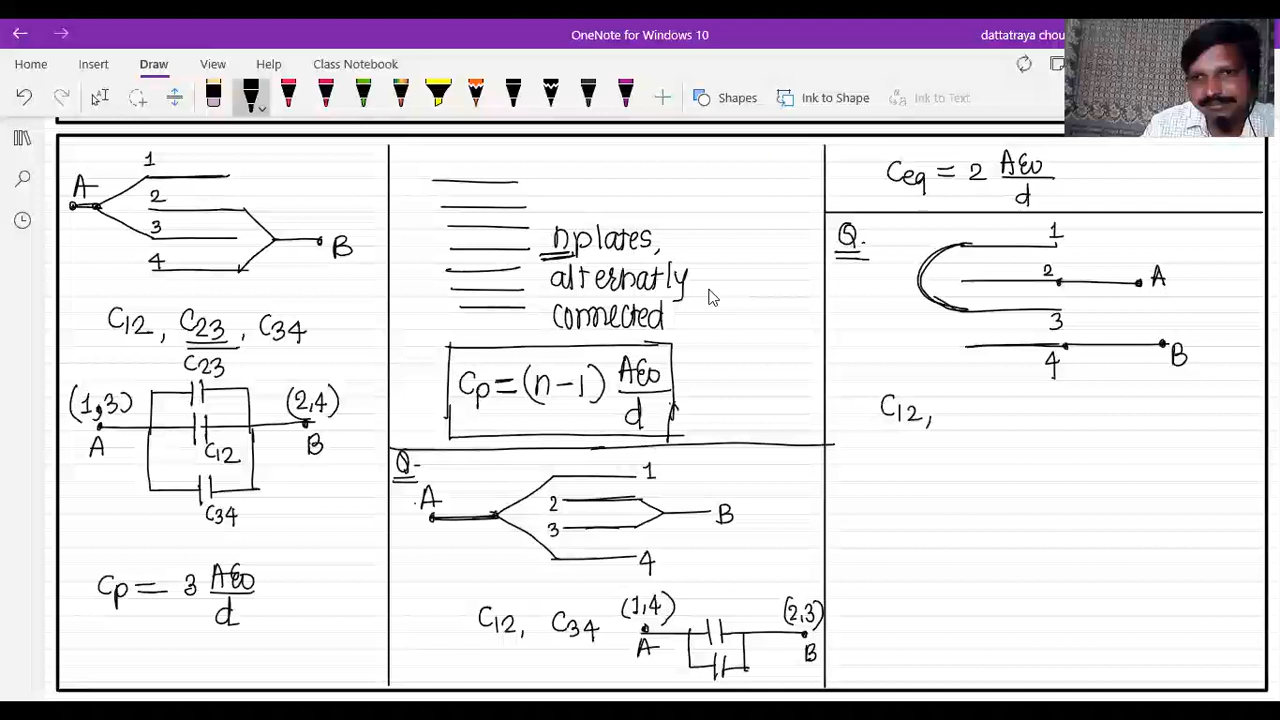 OneNote for Windows 10
dattatraya chou
Home Insert Draw View Help Class Notebook
Shapes Ink to Shape Ink to Text
1
A
2
3
4
B
C12, C23, C34
C23
(1,3) (2,4)
A B
C12
C34
Cp = 3 Aε0/d
n plates,
alternatly
connected
Cp = (n-1) Aε0/d
Q.
A
1
2
3
4
B
C12, C34
(1,4) (2,3)
A B
Ceq = 2 Aε0/d
Q.
1
2 A
3
4 B
C12,